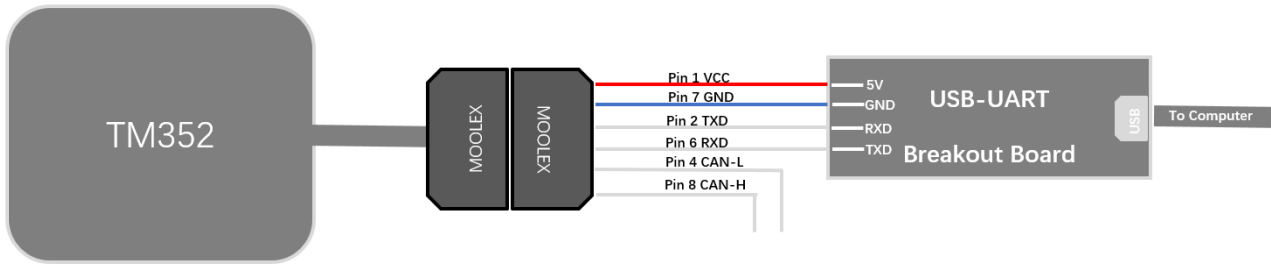 TM352
MOOLEX
MOOLEX
Pin 1 VCC
Pin 7 GND
Pin 2 TXD
Pin 6 RXD
Pin 4 CAN-L
Pin 8 CAN-H
5V
GND
RXD
TXD
USB-UART
Breakout Board
USB
To Computer